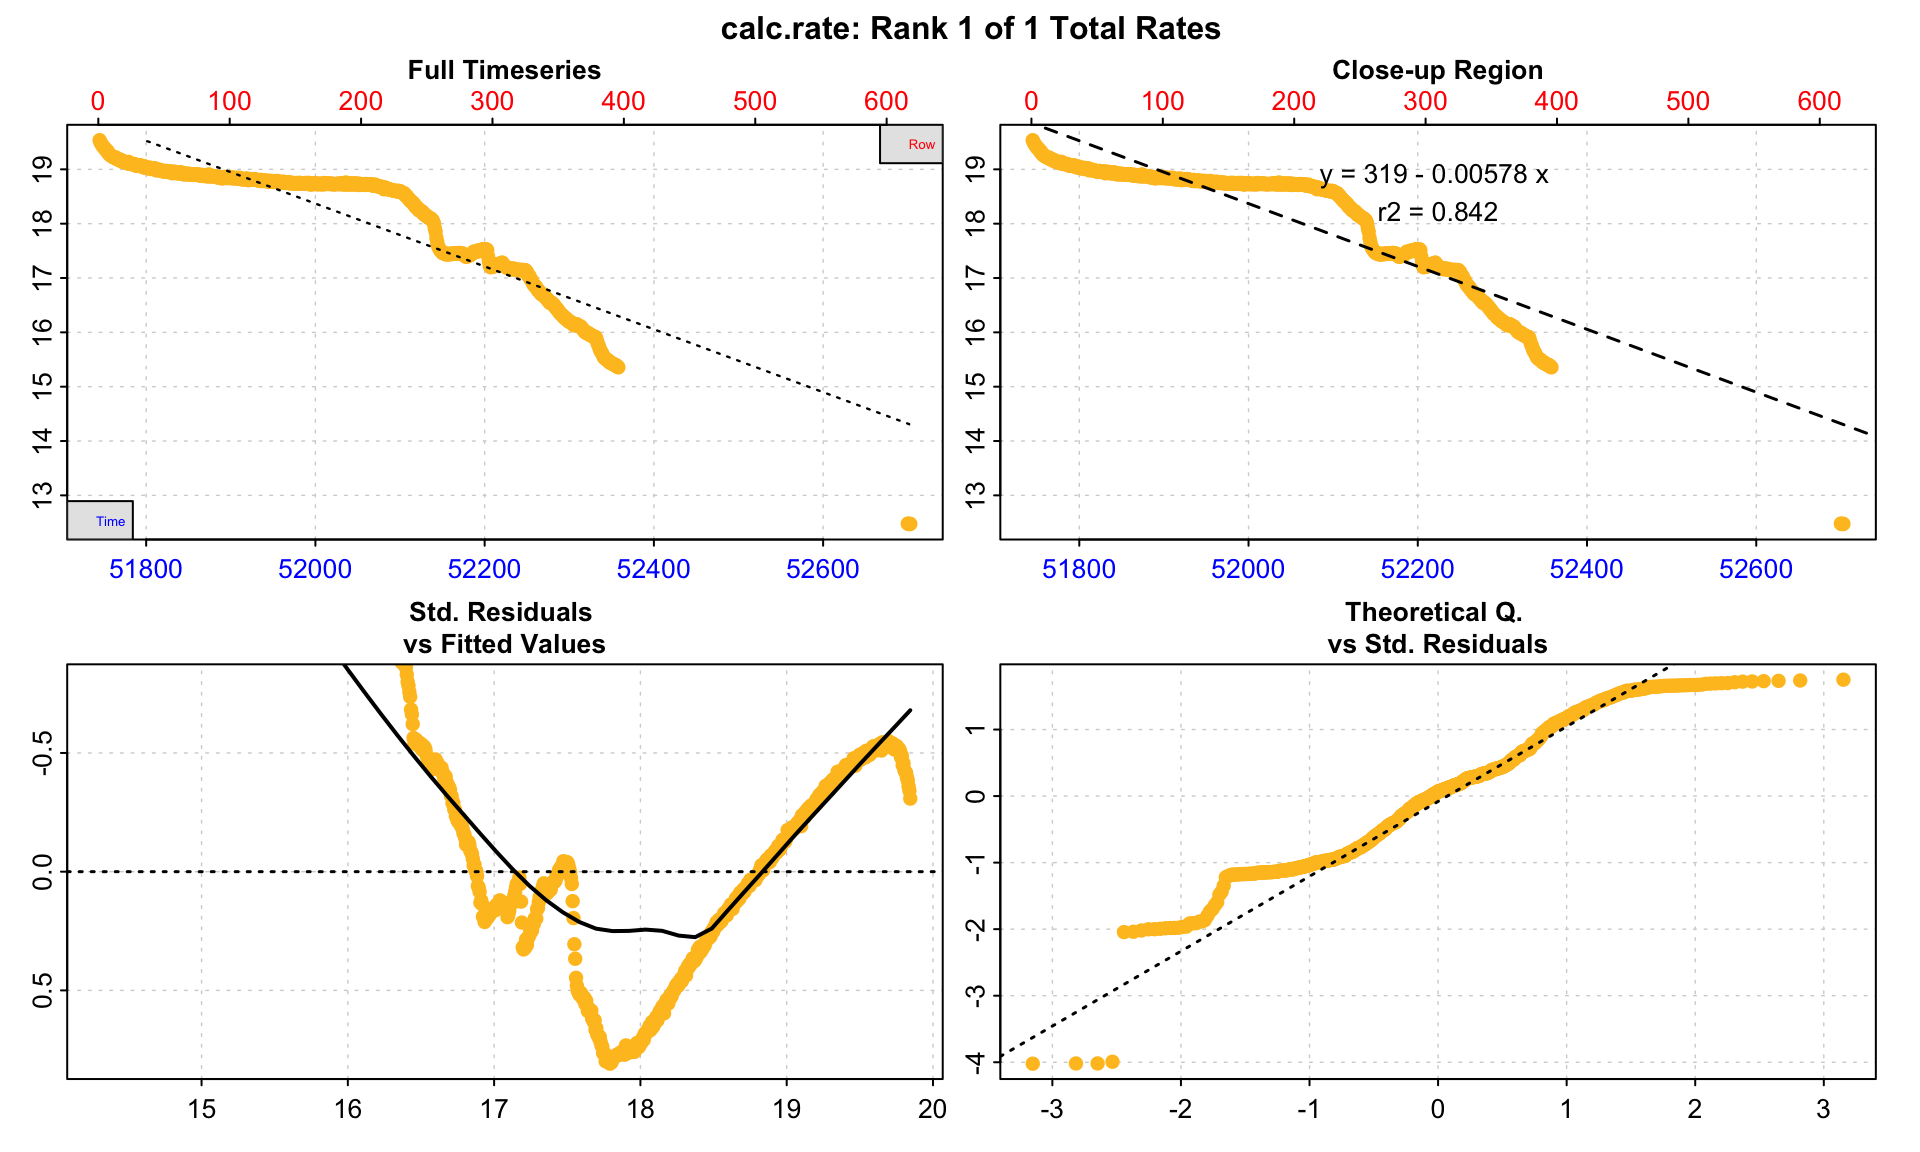 calc.rate: Rank 1 of 1 Total Rates
Full Timeseries
0 100 200 300 400 500 600
Row
19
18
17
16
15
14
13
Time
51800 52000 52200 52400 52600
Close-up Region
0 100 200 300 400 500 600
y = 319 - 0.00578 x
r2 = 0.842
19
18
17
16
15
14
13
51800 52000 52200 52400 52600
Std. Residuals
vs Fitted Values
-0.5
0.0
0.5
15 16 17 18 19 20
Theoretical Q.
vs Std. Residuals
1
0
-1
-2
-3
-4
-3 -2 -1 0 1 2 3